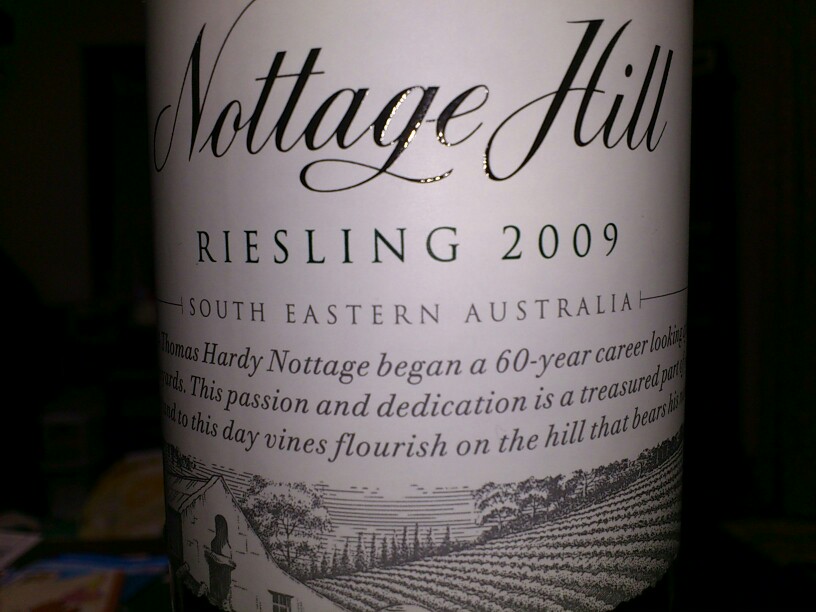 Nottage Hill
RIESLING 2009
SOUTH EASTERN AUSTRALIA
Thomas Hardy Nottage began a 60-year career looking
This passion and dedication is a treasured part
to this day vines flourish on the hill that bears his